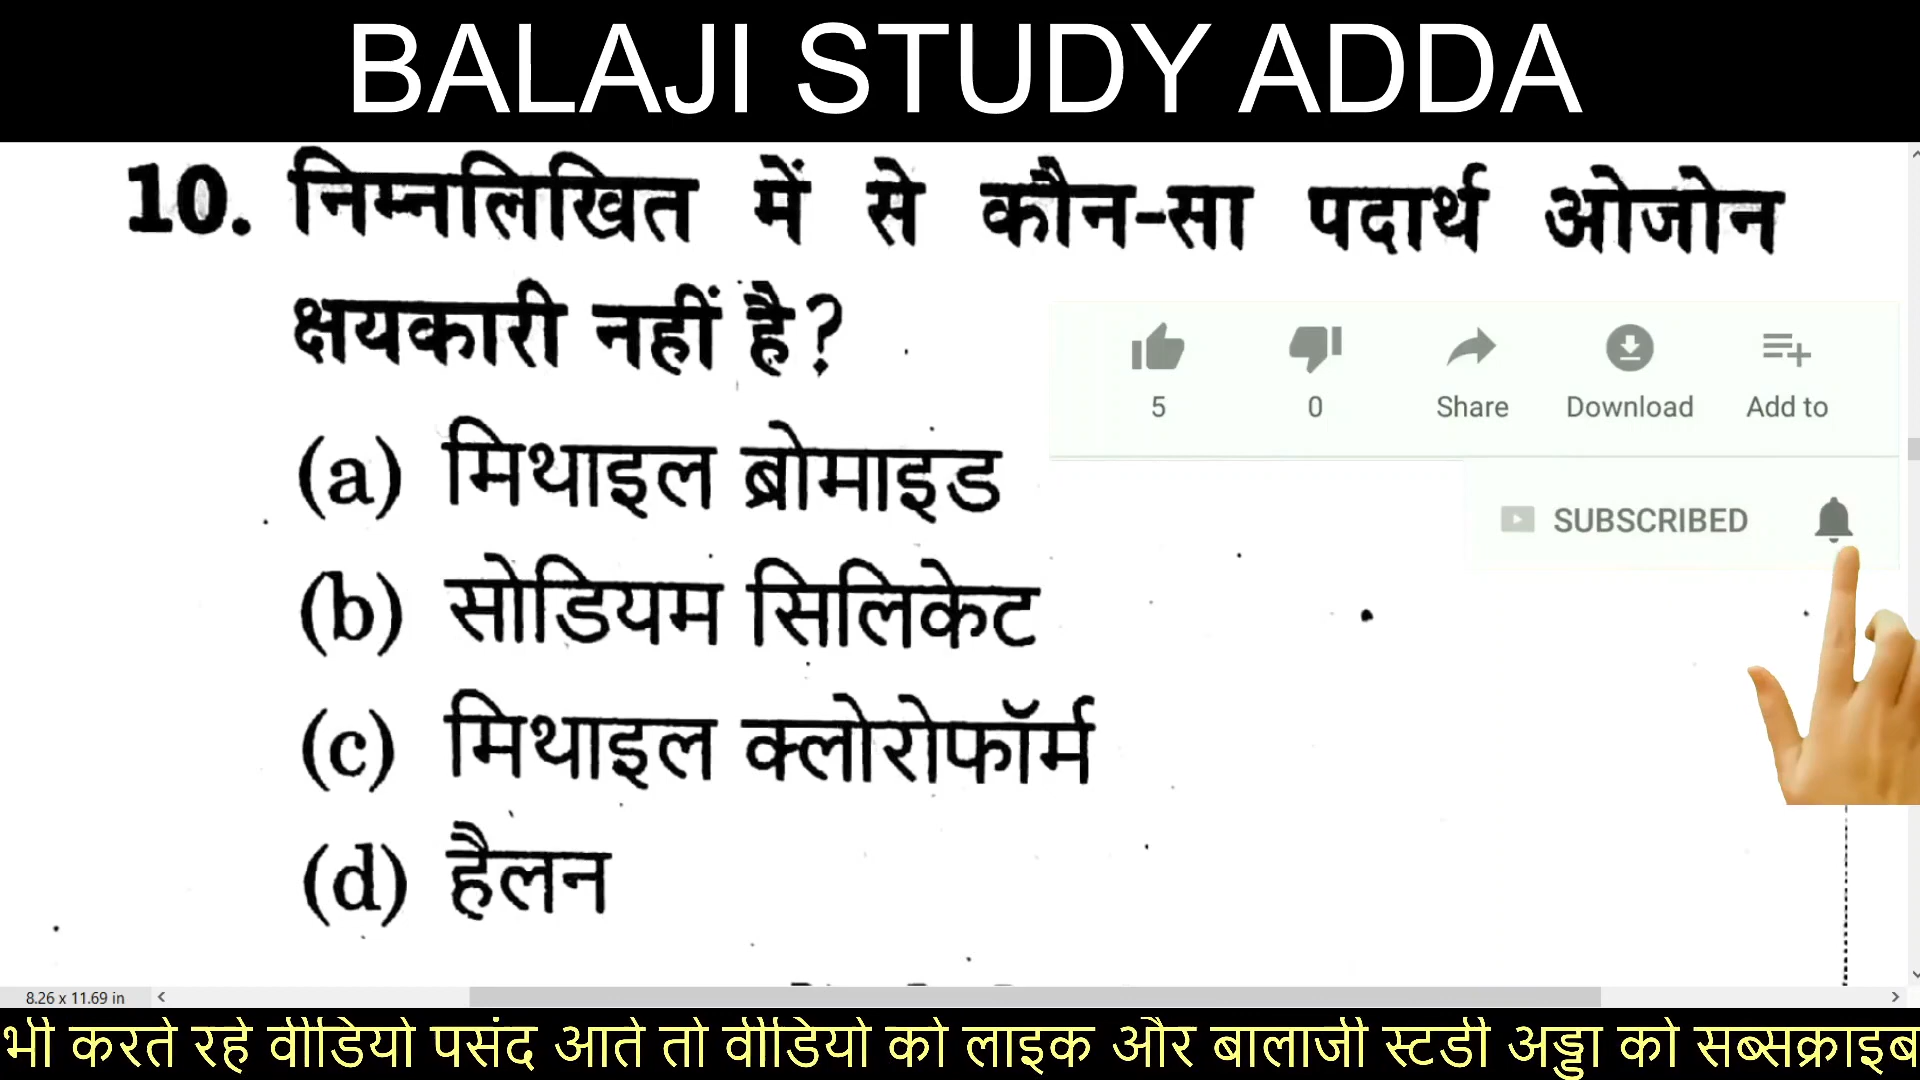 BALAJI STUDY ADDA
10. निम्नलिखित में से कौन-सा पदार्थ ओजोन
क्षयकारी नहीं है?
(a) मिथाइल ब्रोमाइड
(b) सोडियम सिलिकेट
(c) मिथाइल क्लोरोफॉर्म
(d) हैलन
5 0 Share Download Add to
SUBSCRIBED
8.26 x 11.69 in
भी करते रहे वीडियो पसंद आते तो वीडियो को लाइक और बालाजी स्टडी अड्डा को सब्सक्राइब